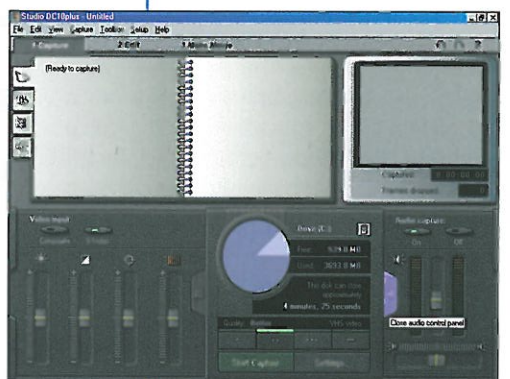 Studio DC10plus - Untitled
File Edit View Capture Toolbox Setup Help
1 Capture 2 Edit 3 Make Movie
(Ready to capture)
Captured:
Frames dropped:
Video input
Composite S-Video
Audio capture
On Off
Drive (C:)
Free
Used
This disk can store
approximately
4 minutes, 25 seconds
Quality VHS video
Close audio control panel
Start Capture Settings...